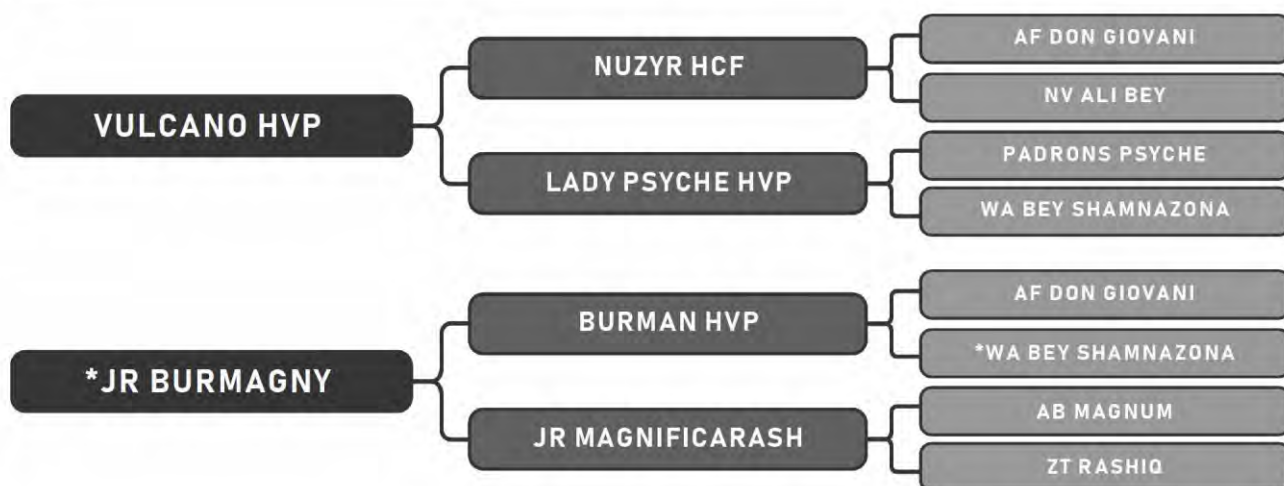 VULCANO HVP
NUZYR HCF
AF DON GIOVANI
NV ALI BEY
LADY PSYCHE HVP
PADRONS PSYCHE
WA BEY SHAMNAZONA
*JR BURMAGNY
BURMAN HVP
AF DON GIOVANI
*WA BEY SHAMNAZONA
JR MAGNIFICARASH
AB MAGNUM
ZT RASHIQ